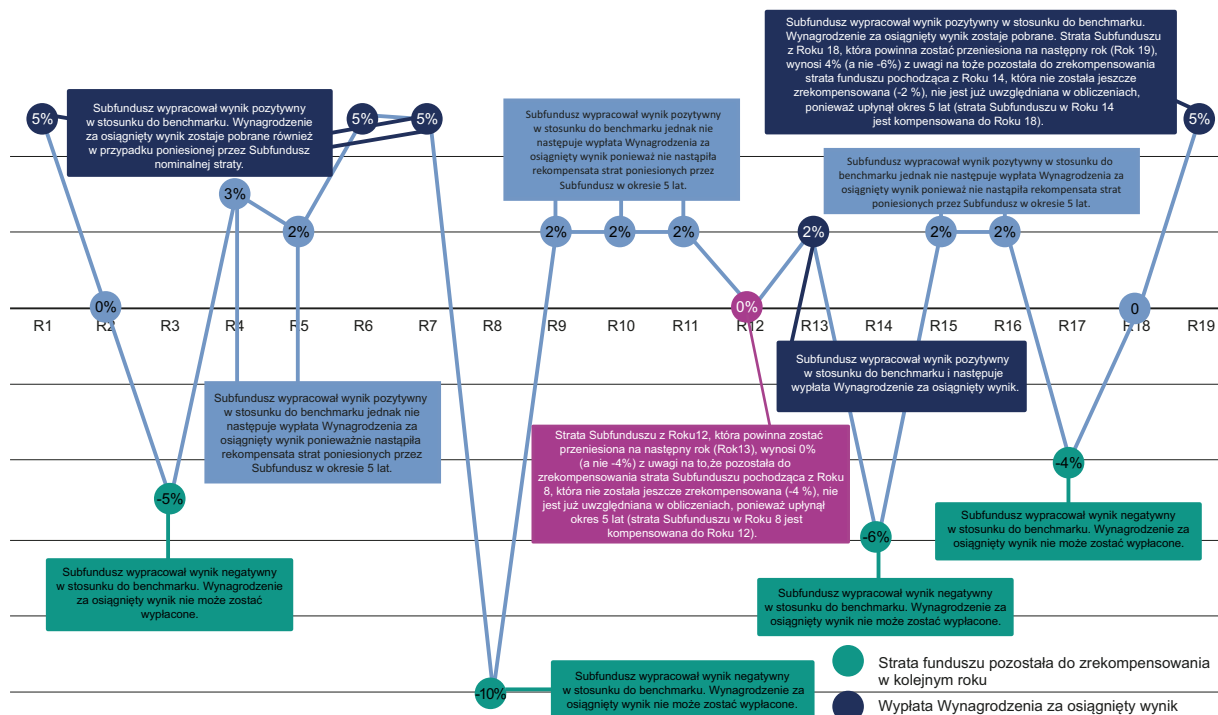 Subfundusz wypracował wynik pozytywny w stosunku do benchmarku.
Wynagrodzenie za osiągnięty wynik zostaje pobrane. Strata Subfunduszu
z Roku 18, która powinna zostać przeniesiona na następny rok (Rok 19),
wynosi 4% (a nie -6%) z uwagi na toże pozostała do zrekompensowania
strata funduszu pochodząca z Roku 14, która nie została jeszcze
zrekompensowana (-2 %), nie jest już uwzględniana w obliczeniach,
ponieważ upłynął okres 5 lat (strata Subfunduszu w Roku 14
jest kompensowana do Roku 18).
Subfundusz wypracował wynik pozytywny
w stosunku do benchmarku. Wynagrodzenie
za osiągnięty wynik zostaje pobrane również
w przypadku poniesionej przez Subfundusz
nominalnej straty.
Subfundusz wypracował wynik pozytywny
w stosunku do benchmarku jednak nie
następuje wypłata Wynagrodzenia za
osiągnięty wynik ponieważ nie nastąpiła
rekompensata strat poniesionych przez
Subfundusz w okresie 5 lat.
Subfundusz wypracował wynik pozytywny w stosunku do
benchmarku jednak nie następuje wypłata Wynagrodzenia za
osiągnięty wynik ponieważ nie nastąpiła rekompensata strat
poniesionych przez Subfundusz w okresie 5 lat.
5%
5%
5%
5%
3%
2%
2%
2%
2%
2%
2%
2%
0%
0%
0
R1
R2
R3
R4
R5
R6
R7
R8
R9
R10
R11
R12
R13
R14
R15
R16
R17
R18
R19
Subfundusz wypracował wynik pozytywny
w stosunku do benchmarku i następuje
wypłata Wynagrodzenie za osiągnięty wynik.
Subfundusz wypracował wynik pozytywny
w stosunku do benchmarku jednak nie
następuje wypłata Wynagrodzenia za
osiągnięty wynik ponieważnie nastąpiła
rekompensata strat poniesionych przez
Subfundusz w okresie 5 lat.
Strata Subfunduszu z Roku12, która powinna zostać
przeniesiona na następny rok (Rok13), wynosi 0%
(a nie -4%) z uwagi na to,że pozostała do
zrekompensowania strata Subfunduszu pochodząca z Roku
8, która nie została jeszcze zrekompensowana (-4 %), nie
jest już uwzględniana w obliczeniach, ponieważ upłynął
okres 5 lat (strata Subfunduszu w Roku 8 jest
kompensowana do Roku 12).
-4%
-5%
-6%
-10%
Subfundusz wypracował wynik negatywny
w stosunku do benchmarku. Wynagrodzenie za
osiągnięty wynik nie może zostać wypłacone.
Subfundusz wypracował wynik negatywny
w stosunku do benchmarku. Wynagrodzenie
za osiągnięty wynik nie może zostać
wypłacone.
Subfundusz wypracował wynik negatywny
w stosunku do benchmarku. Wynagrodzenie za
osiągnięty wynik nie może zostać wypłacone.
Subfundusz wypracował wynik negatywny
w stosunku do benchmarku. Wynagrodzenie za
osiągnięty wynik nie może zostać wypłacone.
Strata funduszu pozostała do zrekompensowania
w kolejnym roku
Wypłata Wynagrodzenia za osiągnięty wynik